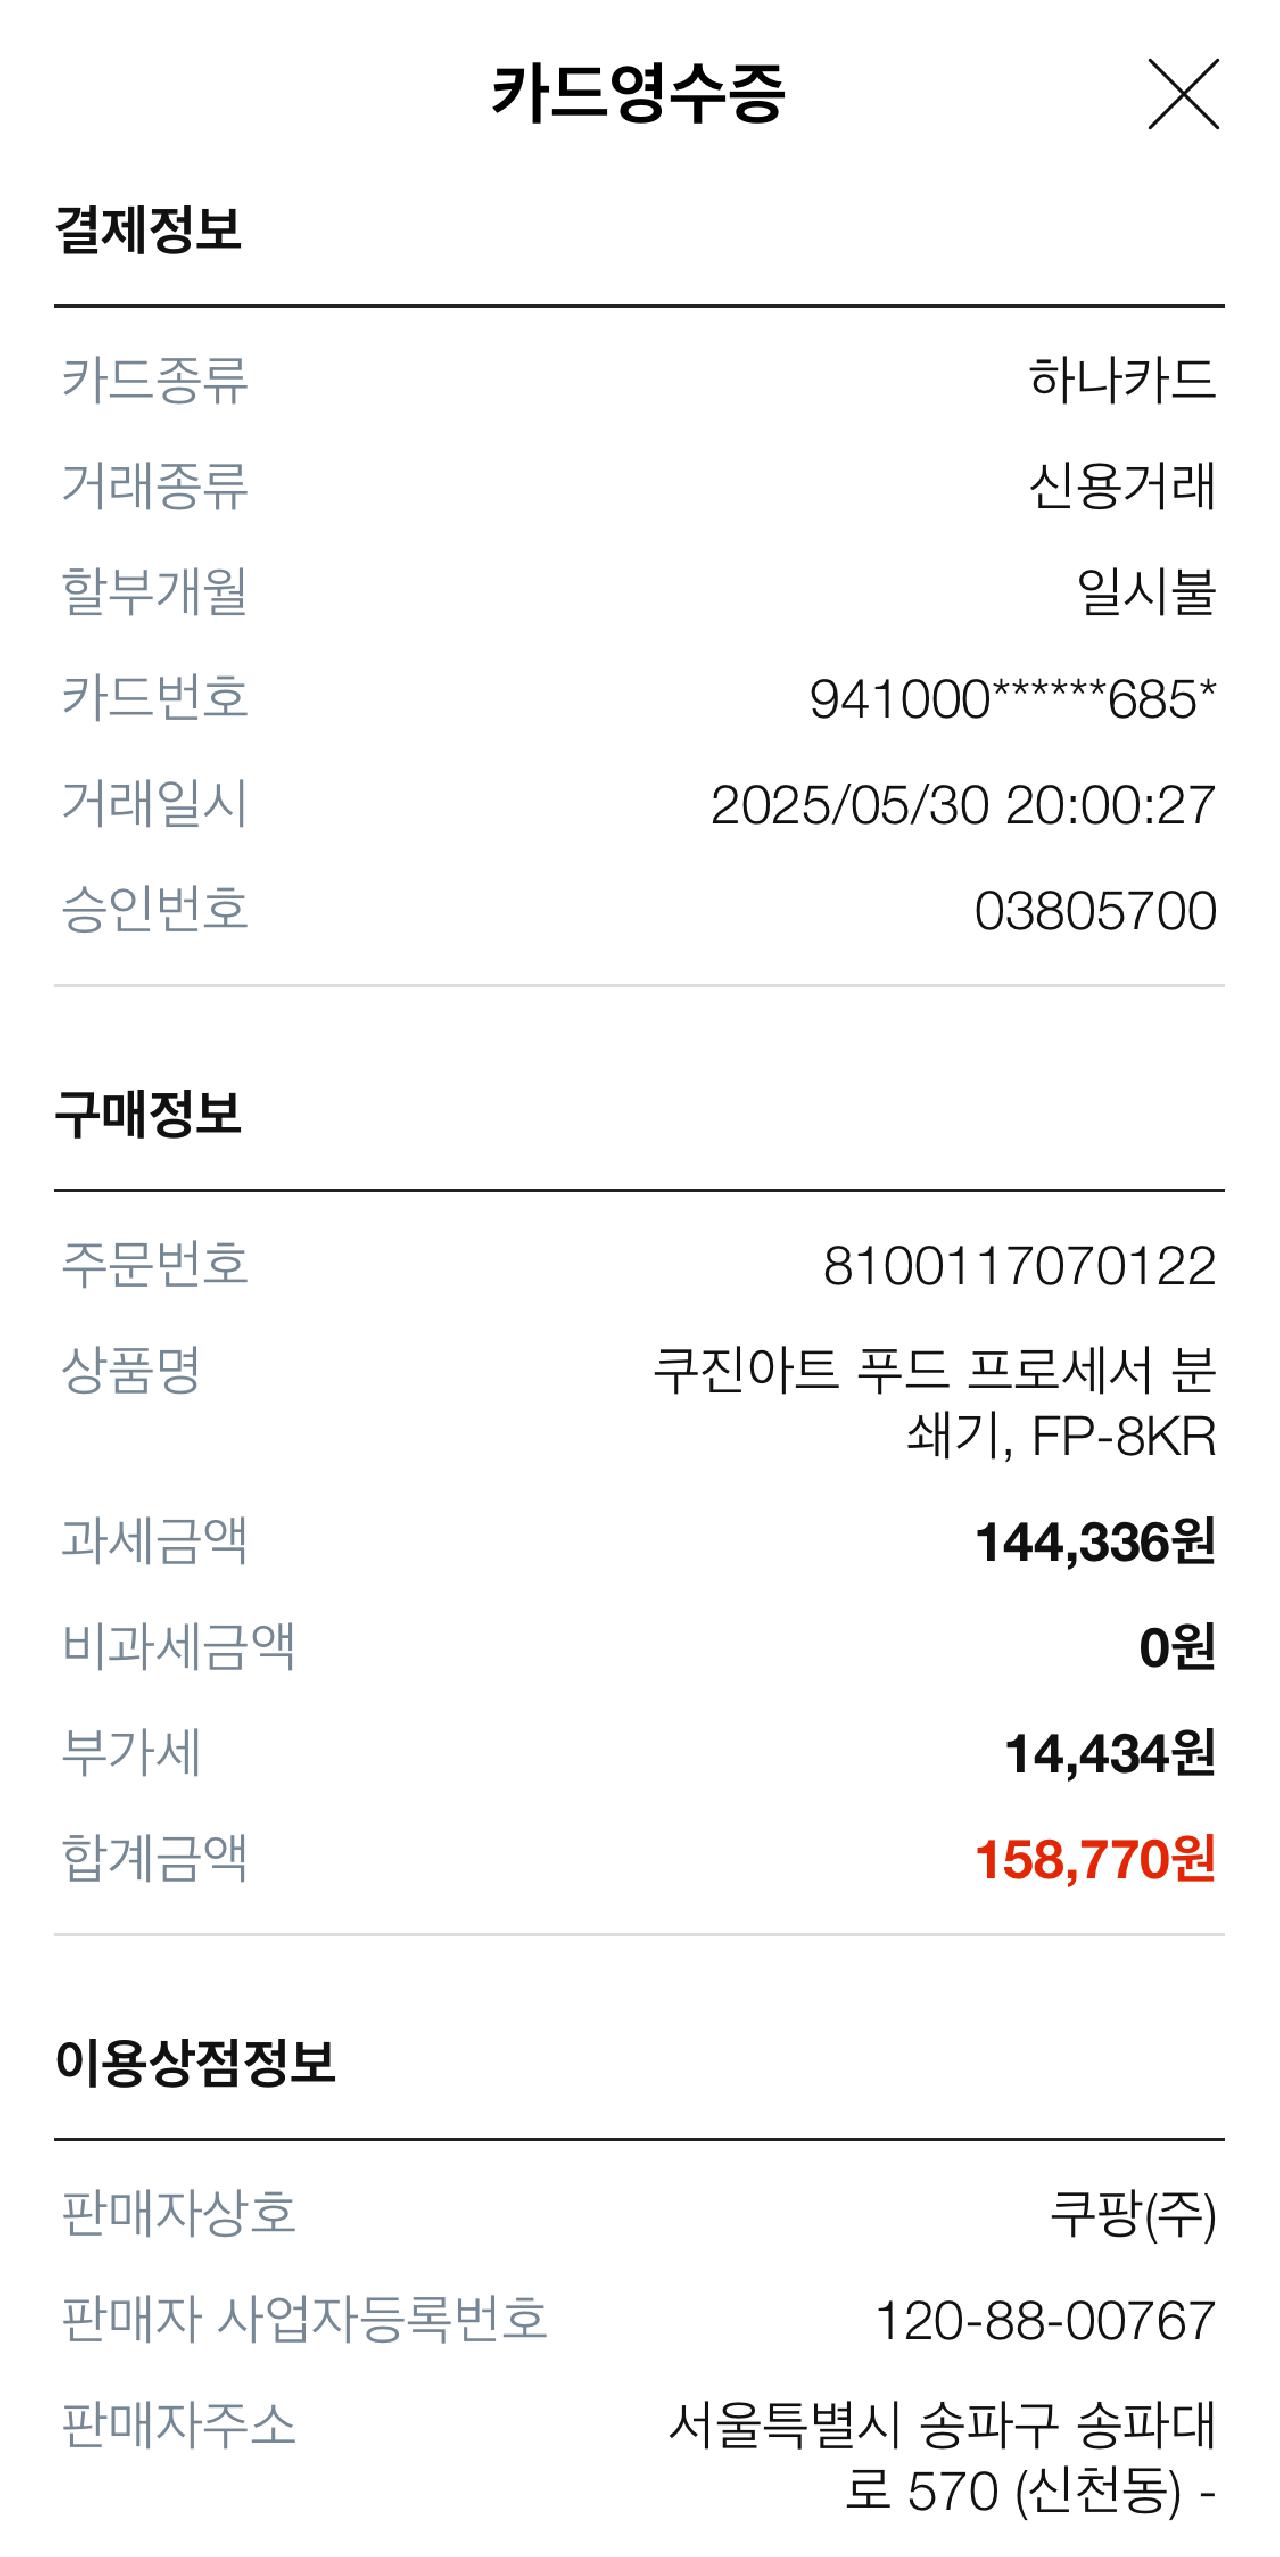 카드영수증
결제정보
카드종류 하나카드
거래종류 신용거래
할부개월 일시불
카드번호 941000******685*
거래일시 2025/05/30 20:00:27
승인번호 03805700
구매정보
주문번호 8100117070122
상품명 쿠진아트 푸드 프로세서 분
쇄기, FP-8KR
과세금액 144,336원
비과세금액 0원
부가세 14,434원
합계금액 158,770원
이용상점정보
판매자상호 쿠팡(주)
판매자 사업자등록번호 120-88-00767
판매자주소 서울특별시 송파구 송파대
로 570 (신천동) -